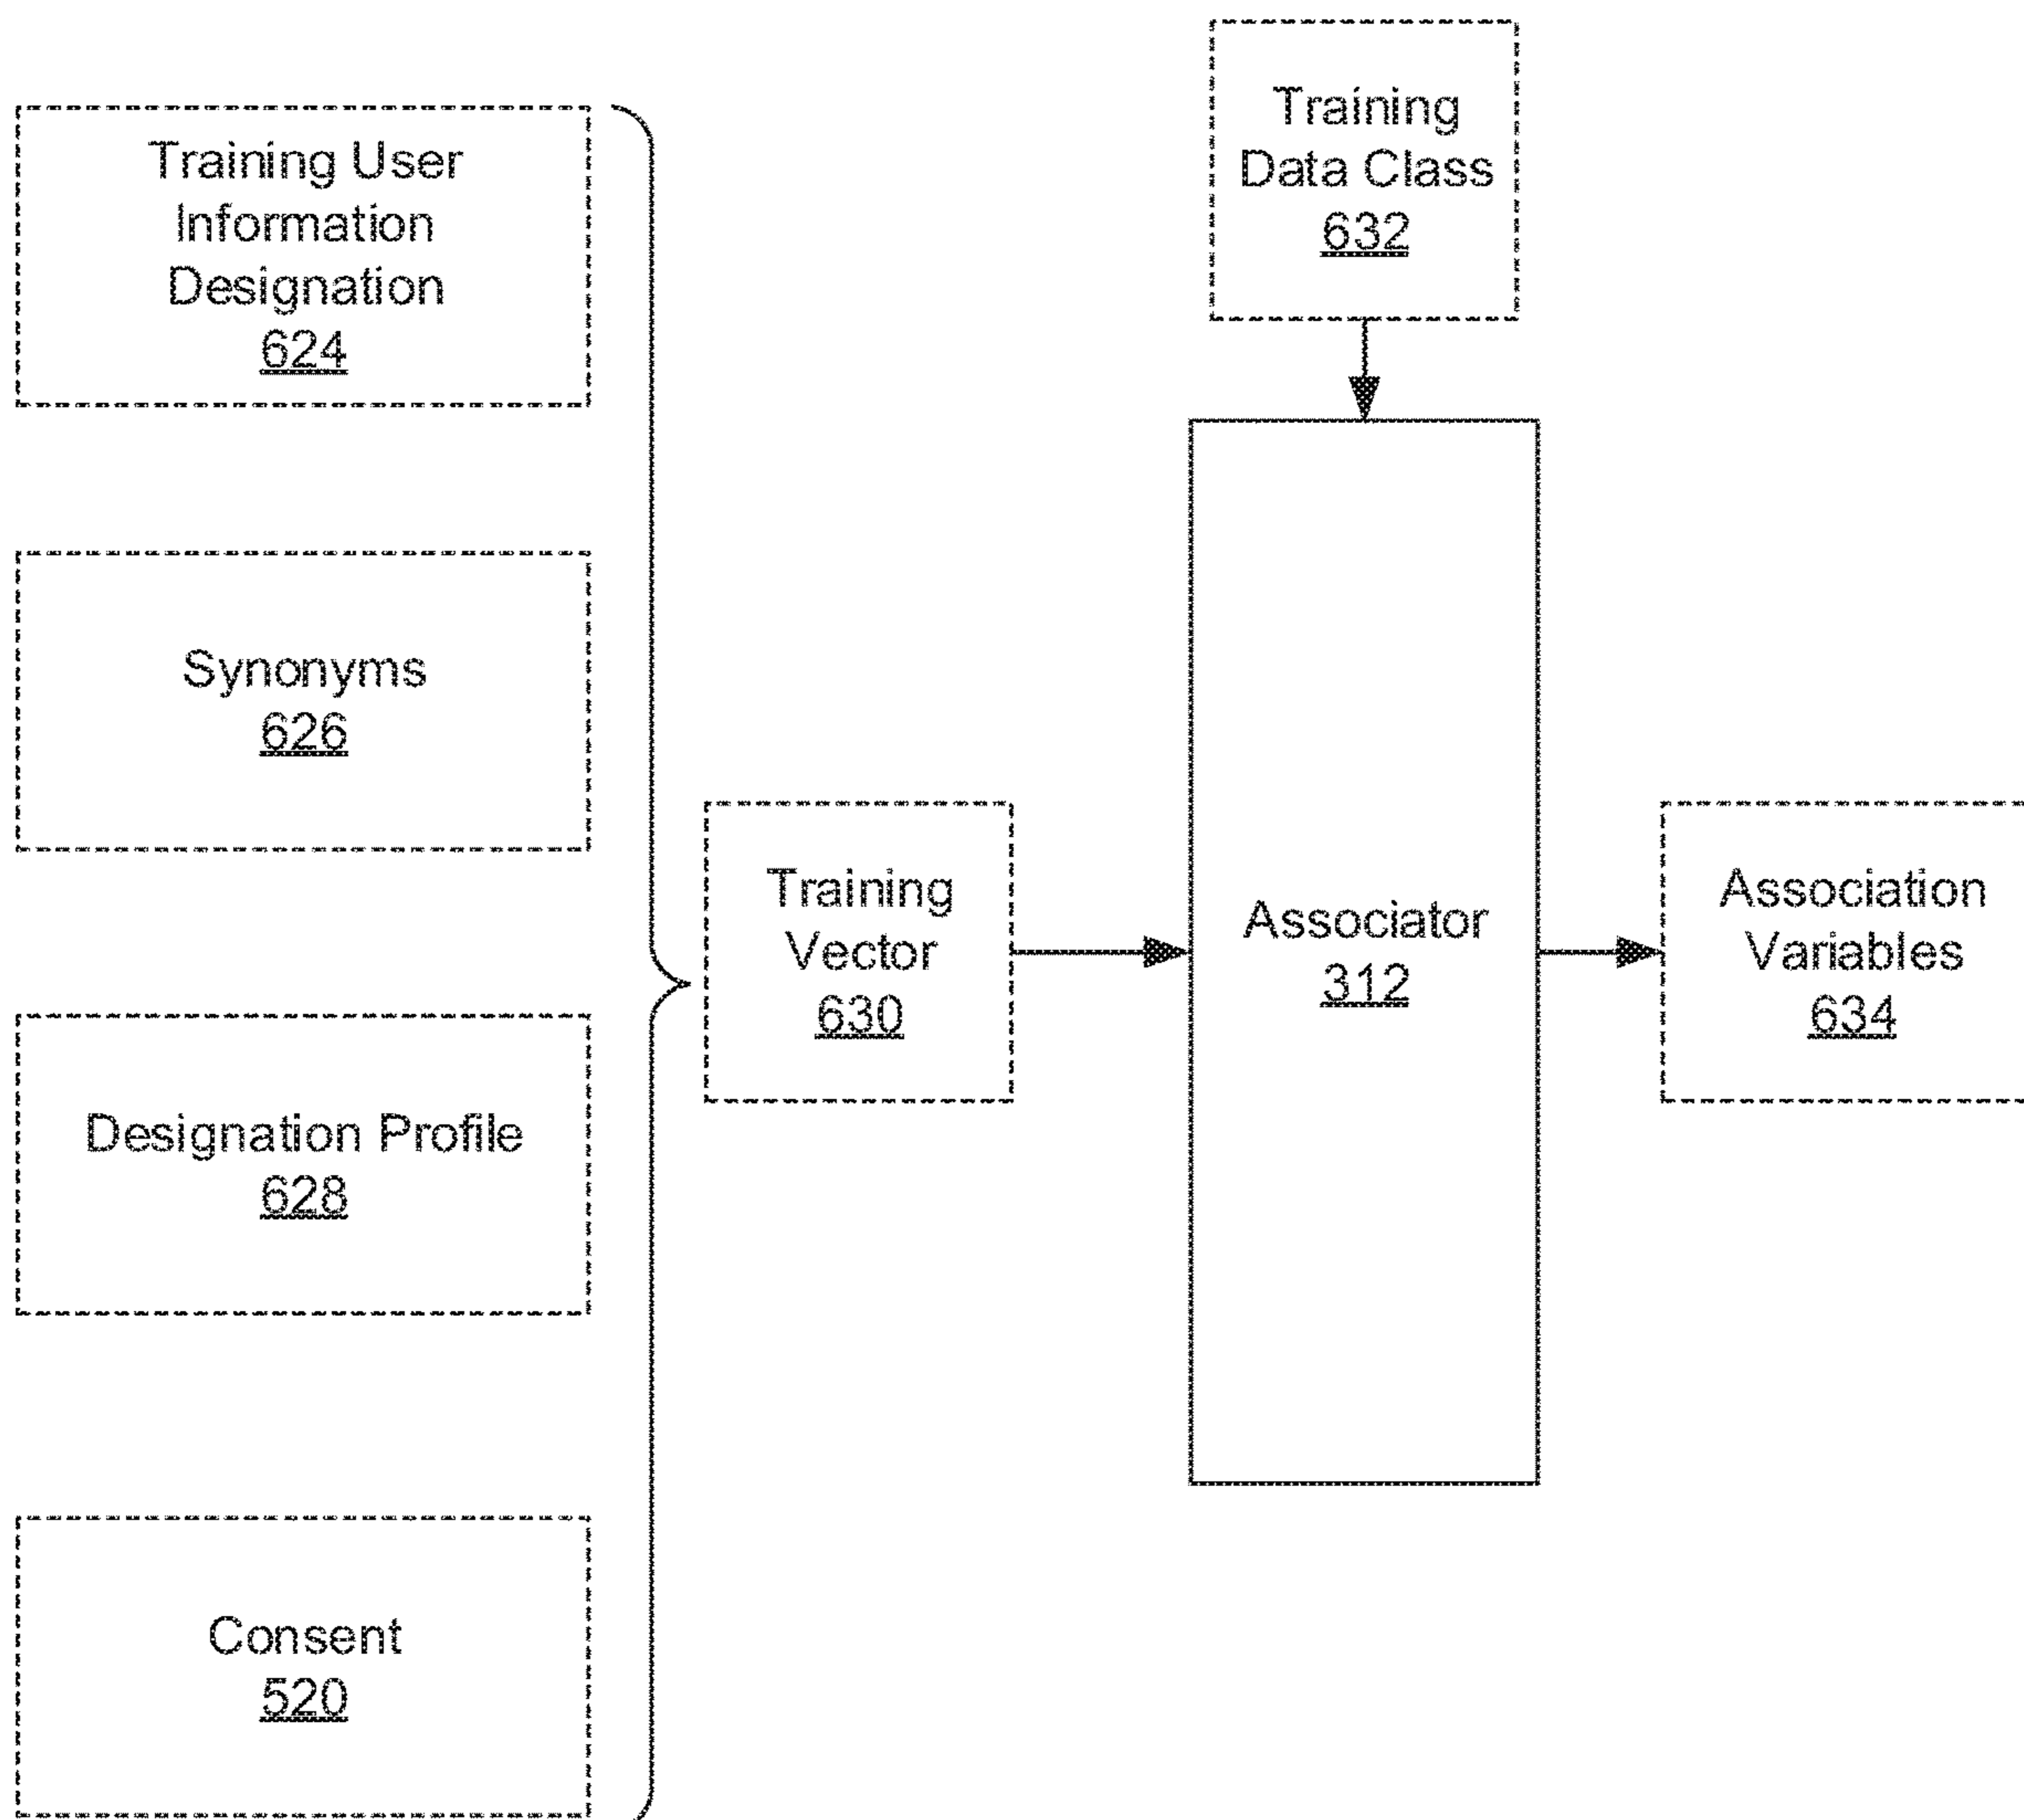 Training User
Information
Designation
624
Synonyms
626
Designation Profile
628
Consent
520
Training
Vector
630
Training
Data Class
632
Associator
312
Association
Variables
634